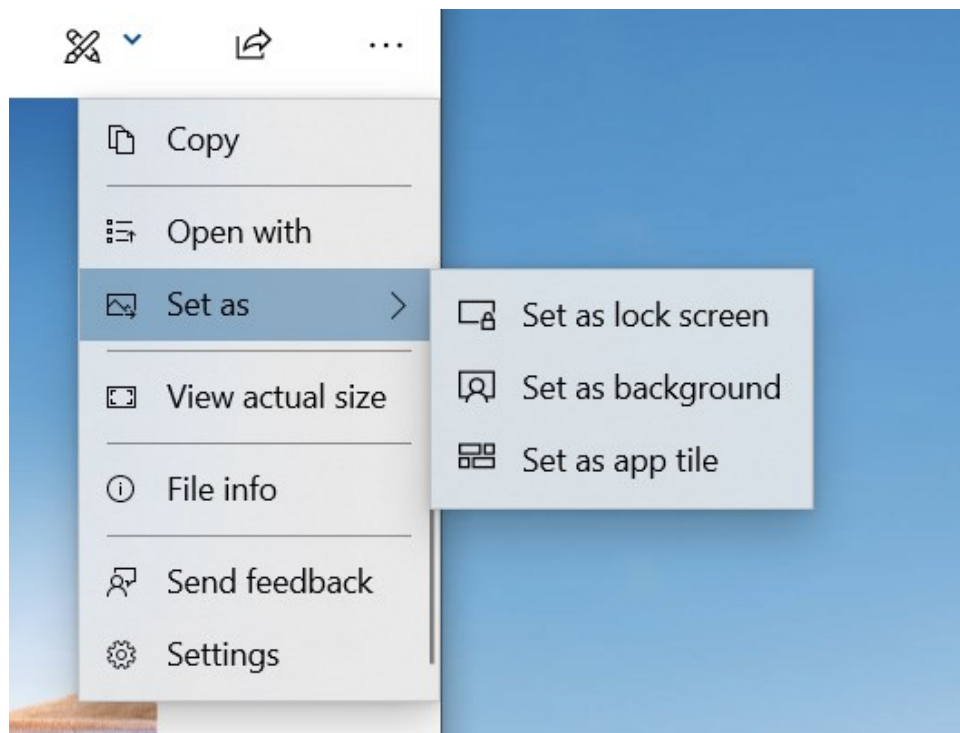 Copy
Open with
Set as
Set as lock screen
Set as background
Set as app tile
View actual size
File info
Send feedback
Settings